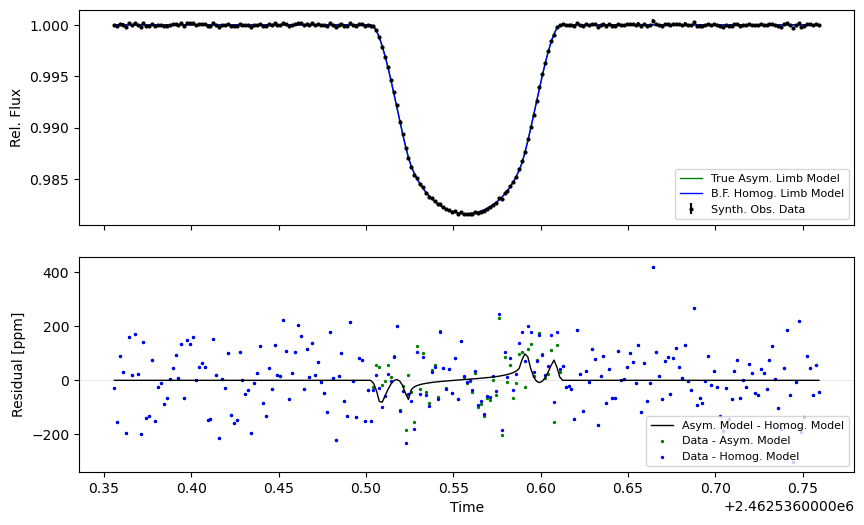 1.000
0.995
0.990
0.985
Rel. Flux
True Asym. Limb Model
B.F. Homog. Limb Model
Synth. Obs. Data
400
200
0
−200
Residual [ppm]
Asym. Model - Homog. Model
Data - Asym. Model
Data - Homog. Model
0.35 0.40 0.45 0.50 0.55 0.60 0.65 0.70 0.75
Time
+2.4625360000e6